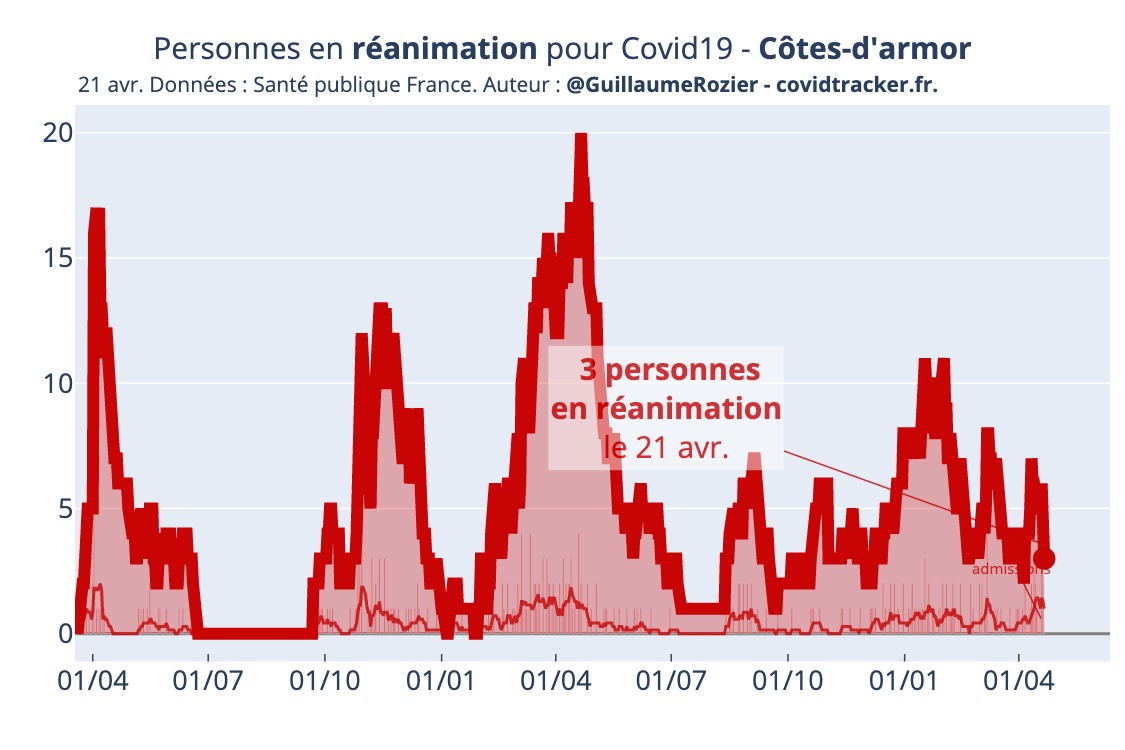 Personnes en réanimation pour Covid19 - Côtes-d'armor
21 avr. Données : Santé publique France. Auteur : @GuillaumeRozier - covidtracker.fr.
20
15
10
5
0
3 personnes
en réanimation
le 21 avr.
admissions
01/04 01/07 01/10 01/01 01/04 01/07 01/10 01/01 01/04